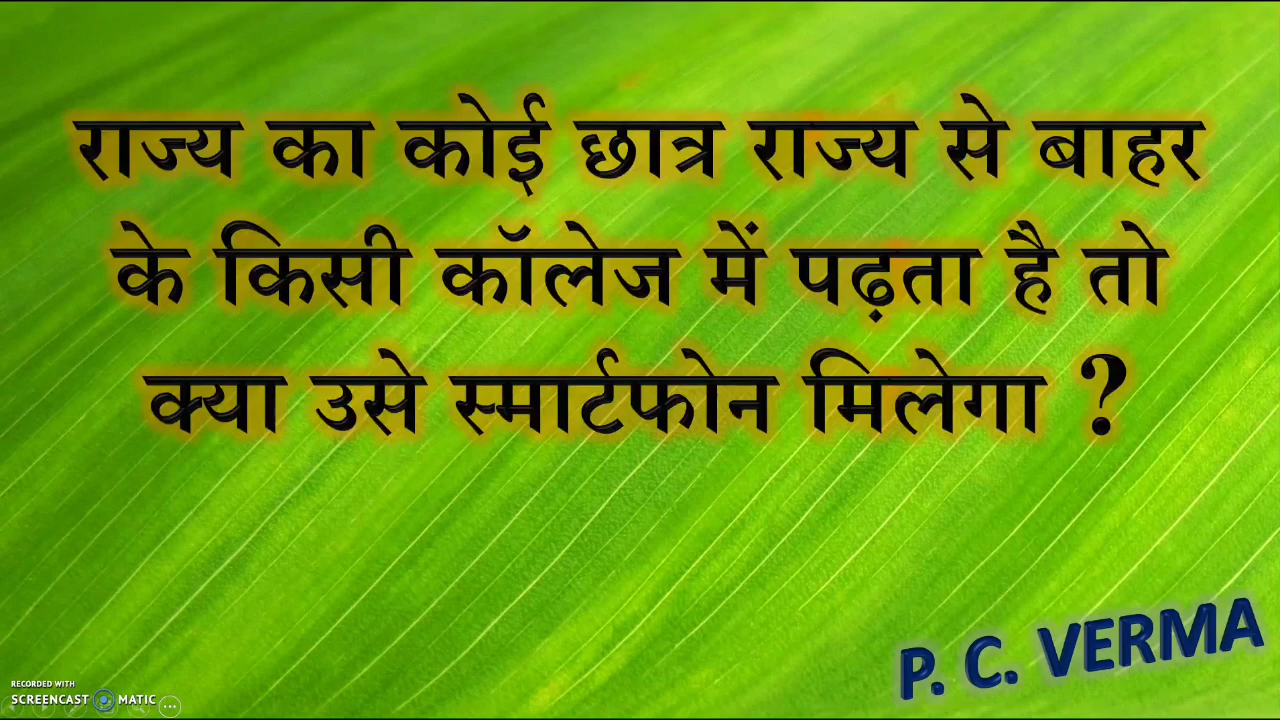 राज्य का कोई छात्र राज्य से बाहर
के किसी कॉलेज में पढ़ता है तो
क्या उसे स्मार्टफोन मिलेगा ?
P. C. VERMA
RECORDED WITH
SCREENCAST MATIC